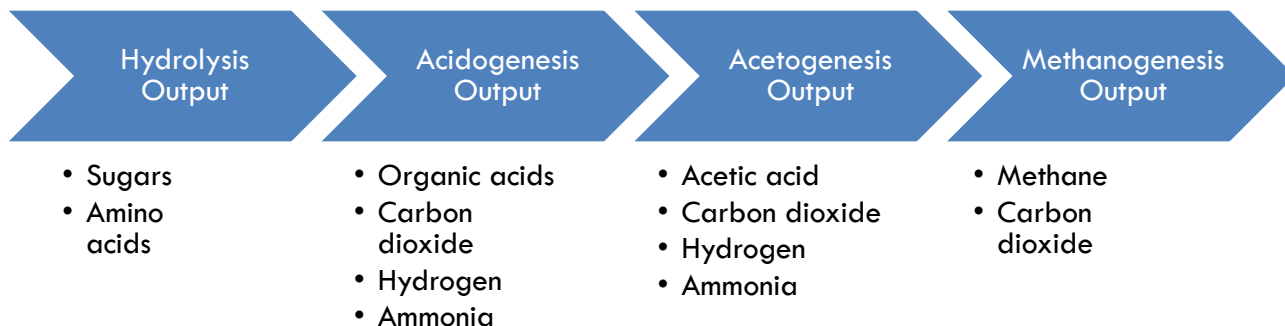 Hydrolysis
Output
Acidogenesis
Output
Acetogenesis
Output
Methanogenesis
Output
• Sugars
• Amino
acids
• Organic acids
• Carbon
dioxide
• Hydrogen
• Ammonia
• Acetic acid
• Carbon dioxide
• Hydrogen
• Ammonia
• Methane
• Carbon
dioxide